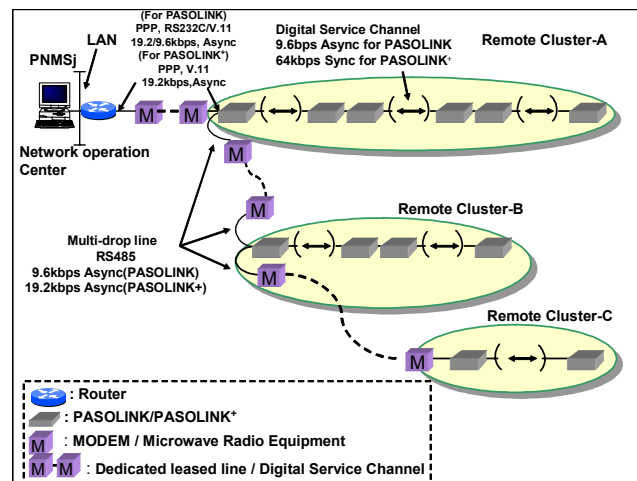 (For PASOLINK)
PPP, RS232C/V.11
19.2/9.6kbps, Async
(For PASOLINK+)
PPP, V.11
19.2kbps,Async
LAN
PNMSj
Network operation
Center
Digital Service Channel
9.6bps Async for PASOLINK
64kbps Sync for PASOLINK+
Remote Cluster-A
M
M
M
M
Remote Cluster-B
Multi-drop line
RS485
9.6kbps Async(PASOLINK)
19.2kbps Async(PASOLINK+)
M
Remote Cluster-C
M
: Router
: PASOLINK/PASOLINK+
M : MODEM / Microwave Radio Equipment
M M : Dedicated leased line / Digital Service Channel